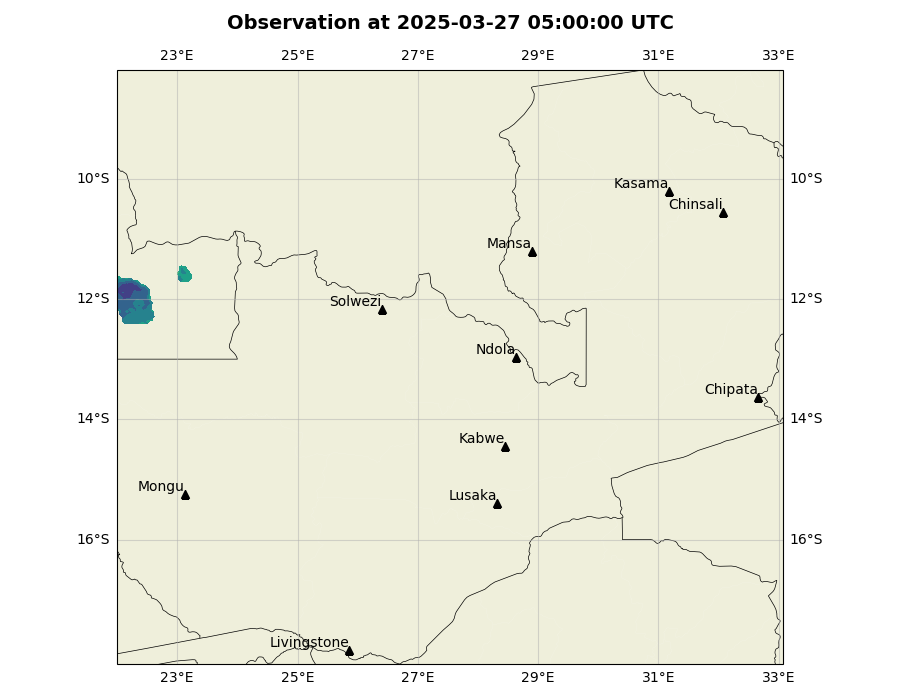 Observation at 2025-03-27 05:00:00 UTC
23°E 25°E 27°E 29°E 31°E 33°E
10°S 10°S
Kasama
Chinsali
Mansa
12°S 12°S
Solwezi
Ndola
Chipata
14°S 14°S
Kabwe
Mongu
Lusaka
16°S 16°S
Livingstone
23°E 25°E 27°E 29°E 31°E 33°E